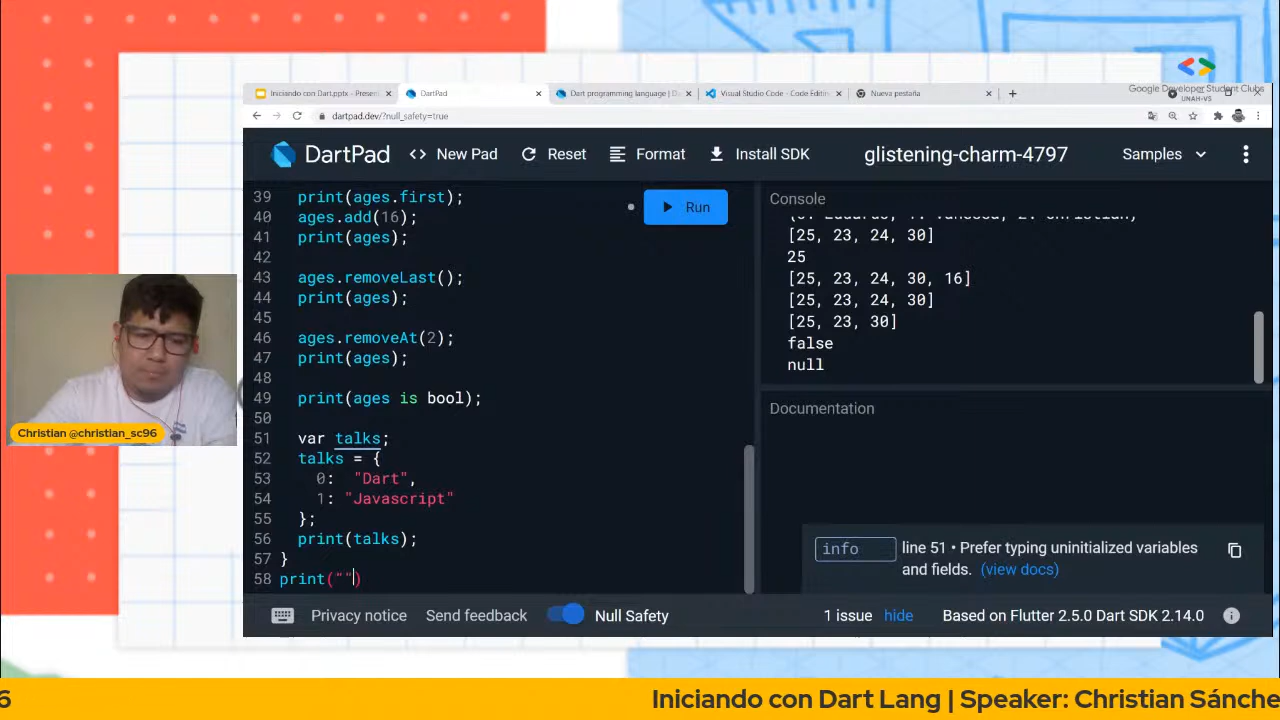 Iniciando con Dart.pptx - Present
DartPad
Dart programming language | D
Visual Studio Code - Code Editin
Nueva pestaña
Google Developer Student Clubs
UNAH-VS
dartpad.dev/?null_safety=true
DartPad
<> New Pad
Reset
Format
Install SDK
glistening-charm-4797
Samples
39 print(ages.first);
40 ages.add(16);
41 print(ages);
42
43 ages.removeLast();
44 print(ages);
45
46 ages.removeAt(2);
47 print(ages);
48
49 print(ages is bool);
50
51 var talks;
52 talks = {
53 0: "Dart",
54 1: "Javascript"
55 };
56 print(talks);
57 }
58 print("")
Run
Console
[25, 23, 24, 30]
25
[25, 23, 24, 30, 16]
[25, 23, 24, 30]
[25, 23, 30]
false
null
Documentation
info
line 51 • Prefer typing uninitialized variables
and fields. (view docs)
Privacy notice
Send feedback
Null Safety
1 issue hide
Based on Flutter 2.5.0 Dart SDK 2.14.0
Christian @christian_sc96
6
Iniciando con Dart Lang | Speaker: Christian Sánche